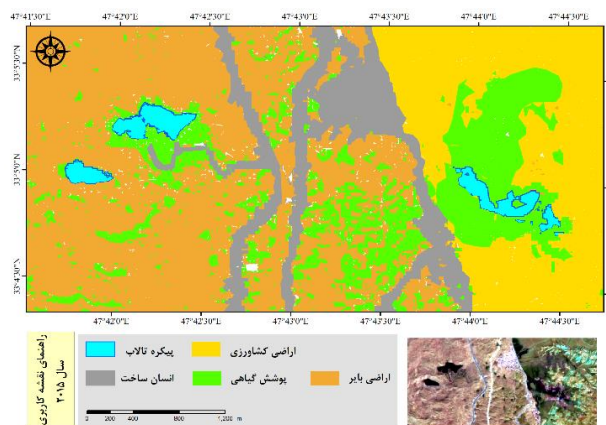 47°41'30"E 47°42'0"E 47°42'30"E 47°43'0"E 47°43'30"E 47°44'0"E 47°44'30"E
33°5'30"N
33°5'0"N
33°4'30"N
47°42'0"E 47°42'30"E 47°43'0"E 47°43'30"E 47°44'0"E 47°44'30"E
راهنمای نقشه کاربری
سال ۲۰۱۵
اراضی کشاورزی پیکره تالاب
اراضی بایر پوشش گیاهی انسان ساخت
0 200 400 800 1,200 m